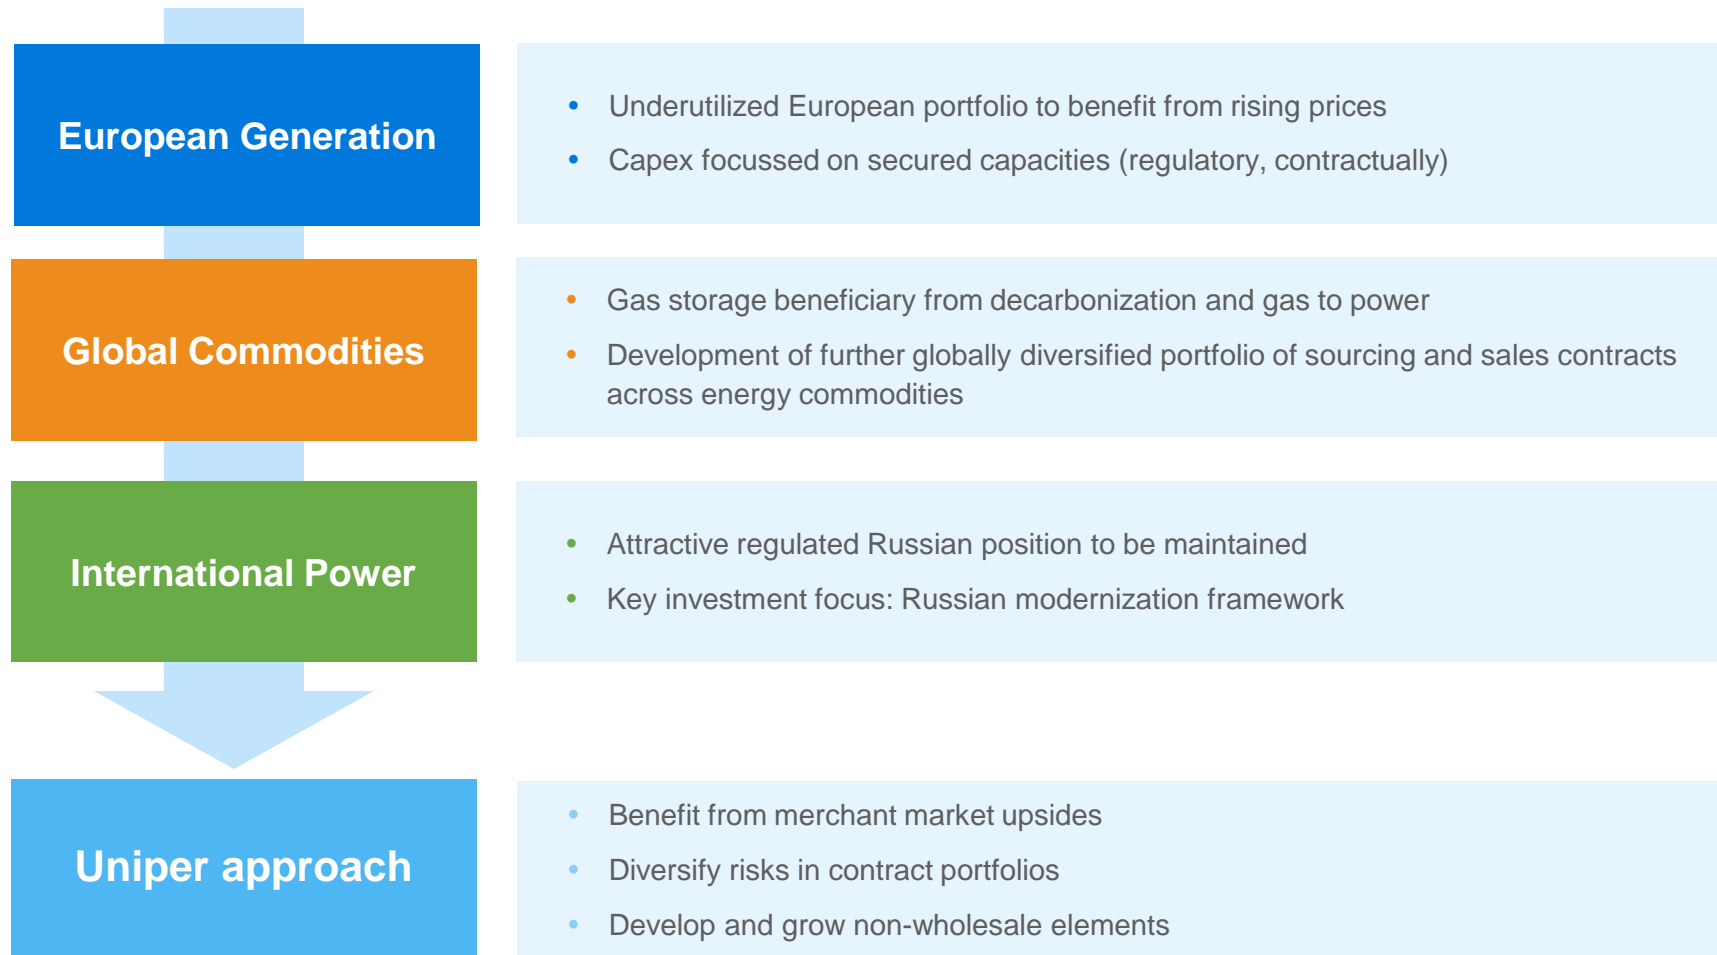 European Generation
• Underutilized European portfolio to benefit from rising prices
• Capex focussed on secured capacities (regulatory, contractually)
Global Commodities
• Gas storage beneficiary from decarbonization and gas to power
• Development of further globally diversified portfolio of sourcing and sales contracts
across energy commodities
International Power
• Attractive regulated Russian position to be maintained
• Key investment focus: Russian modernization framework
Uniper approach
• Benefit from merchant market upsides
• Diversify risks in contract portfolios
• Develop and grow non-wholesale elements